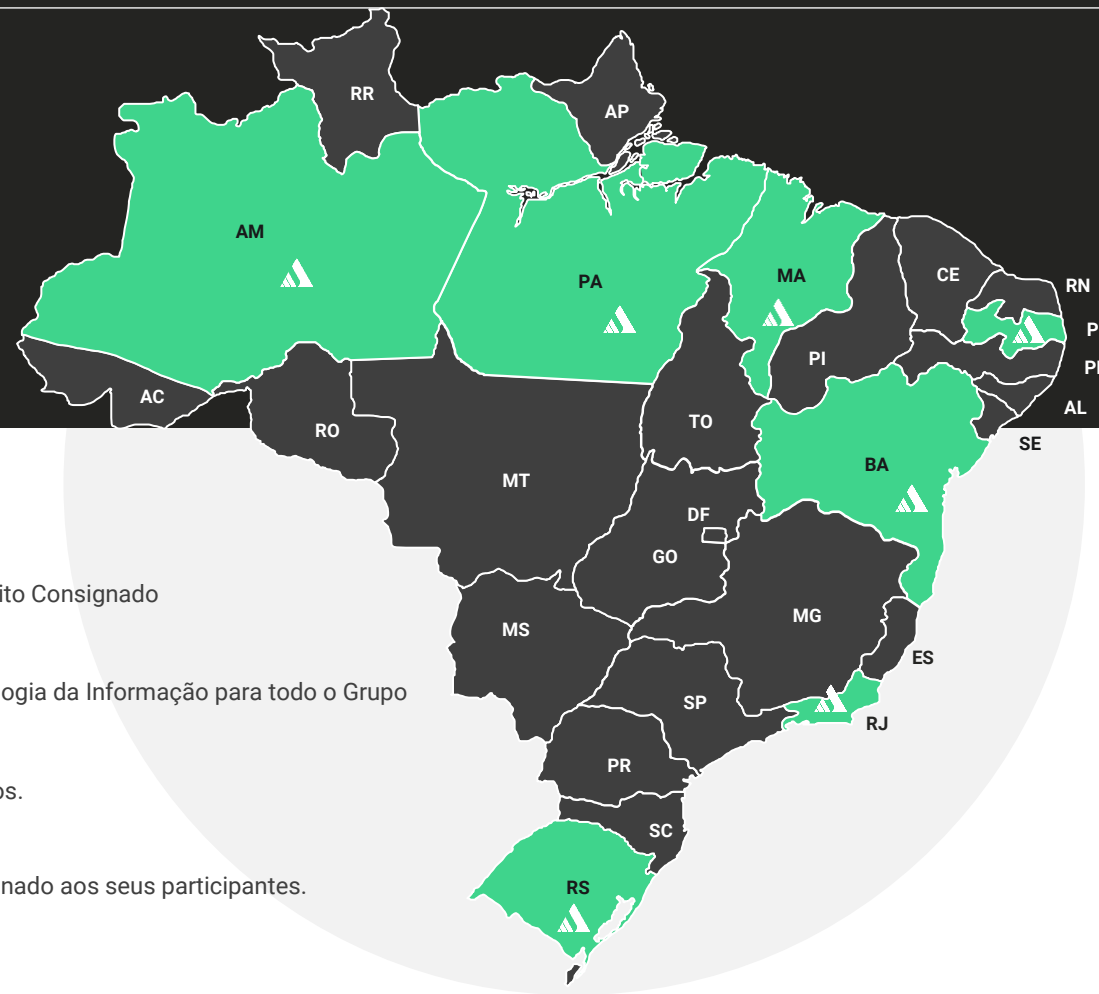 RR
AP
AM
PA
MA
CE
RN
P
PI
P
AC
TO
AL
RO
SE
BA
MT
DF
GO
ito Consignado
MG
MS
ES
logia da Informação para todo o Grupo
SP
RJ
PR
os.
SC
nado aos seus participantes.
RS